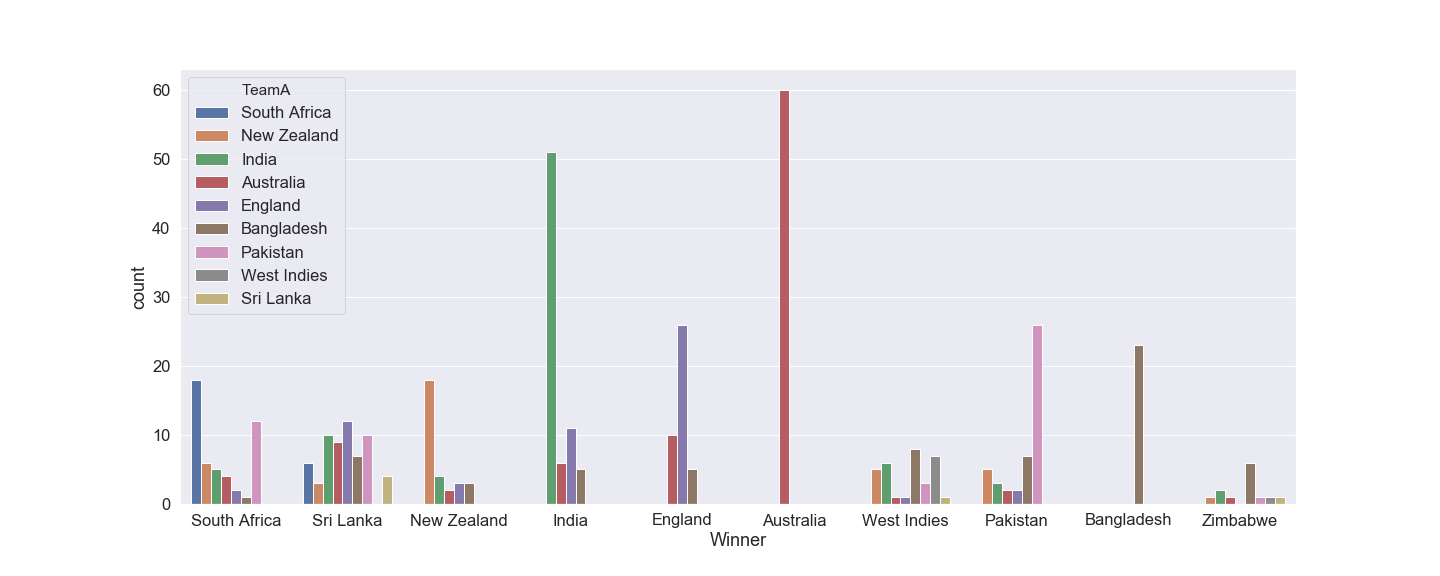 TeamA
South Africa
New Zealand
India
Australia
England
Bangladesh
Pakistan
West Indies
Sri Lanka
60
50
40
30
20
10
0
count
South Africa Sri Lanka New Zealand India England Australia West Indies Pakistan Bangladesh Zimbabwe
Winner